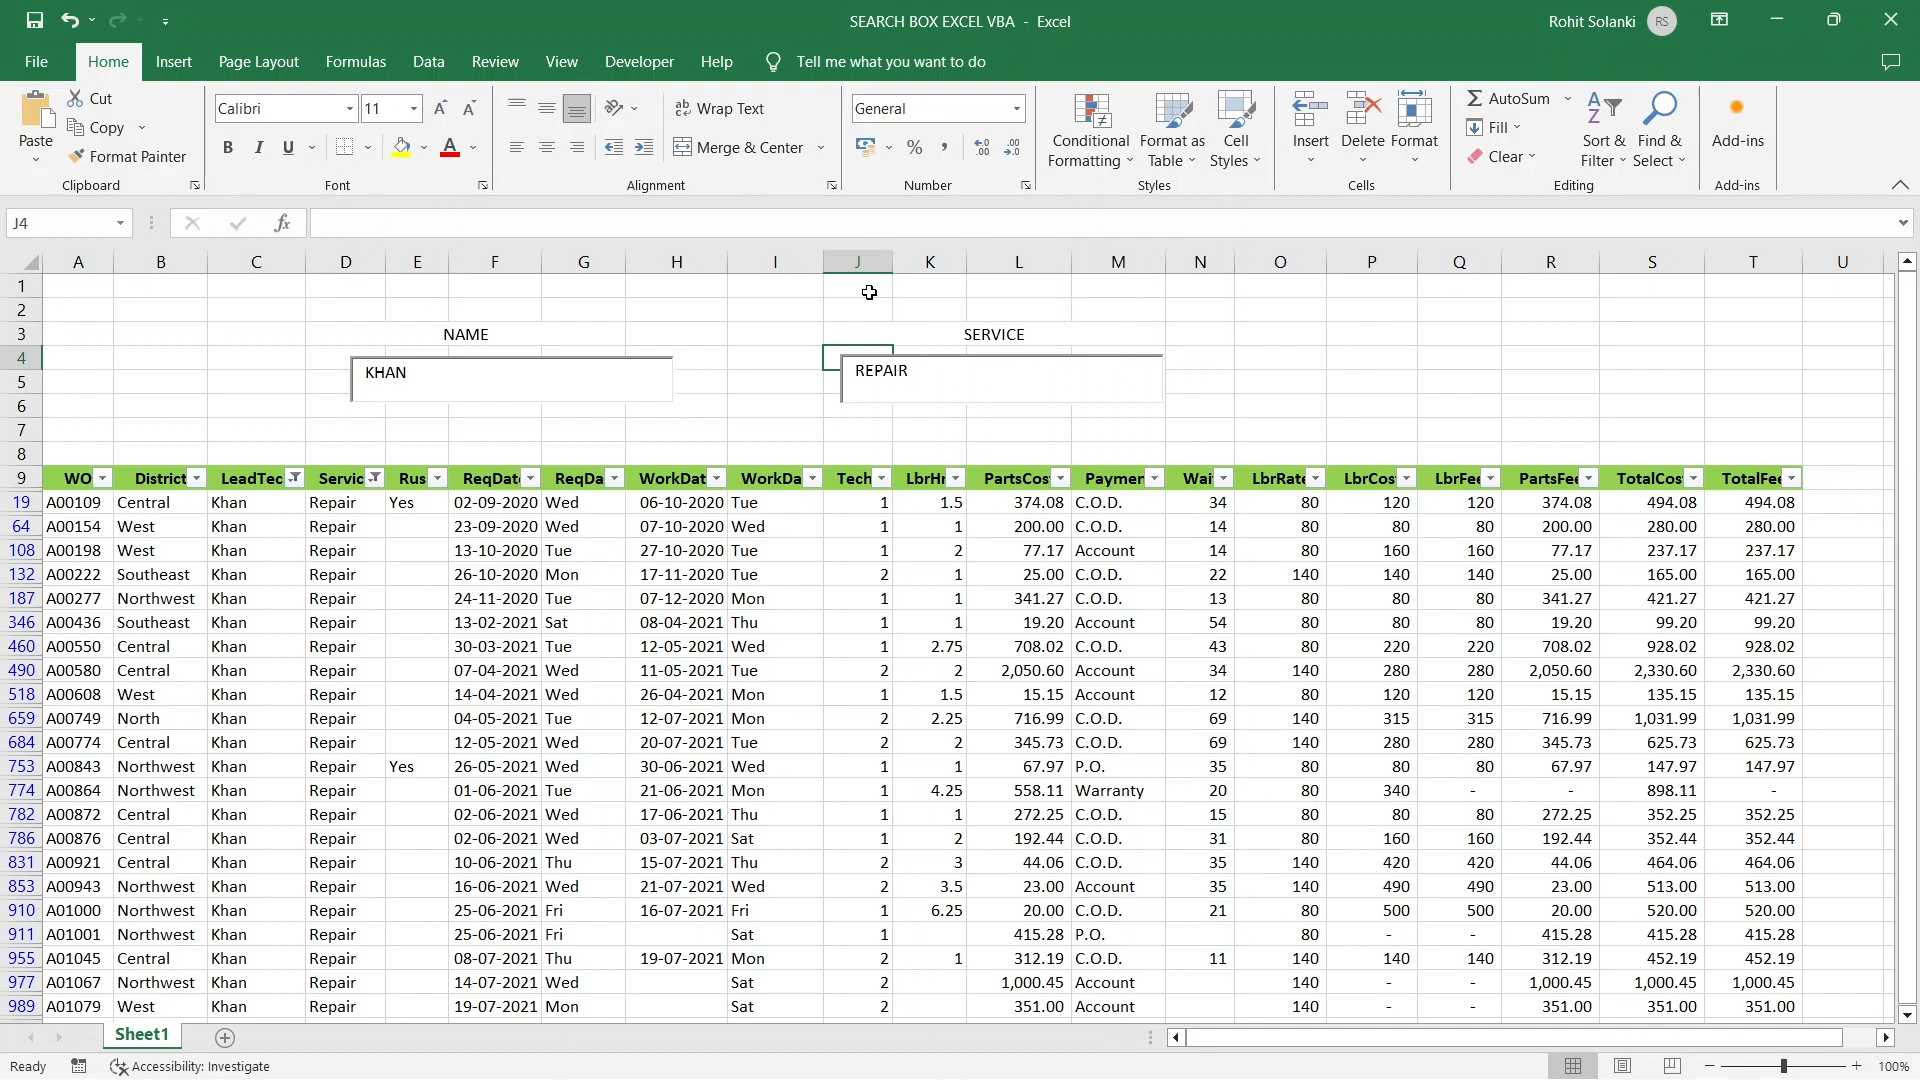 SEARCH BOX EXCEL VBA - Excel
Rohit Solanki RS
File Home Insert Page Layout Formulas Data Review View Developer Help Tell me what you want to do
Paste
Cut
Copy
Format Painter
Clipboard
Calibri 11
B I U
Font
Wrap Text
Merge & Center
Alignment
General
Number
Conditional Formatting
Format as Table
Cell Styles
Styles
Insert
Delete
Format
Cells
AutoSum
Fill
Clear
Sort & Filter
Find & Select
Editing
Add-ins
Add-ins
J4 fx
A B C D E F G H I J K L M N O P Q R S T U
1
2
3 NAME SERVICE
4
KHAN REPAIR
5
6
7
8
9 WO District LeadTec Servic Rus ReqDat ReqDa WorkDat WorkDa Tech LbrHr PartsCos Paymen Wai LbrRate LbrCos LbrFee PartsFee TotalCos TotalFee
19 A00109 Central Khan Repair Yes 02-09-2020 Wed 06-10-2020 Tue 1 1.5 374.08 C.O.D. 34 80 120 120 374.08 494.08 494.08
64 A00154 West Khan Repair 23-09-2020 Wed 07-10-2020 Wed 1 1 200.00 C.O.D. 14 80 80 80 200.00 280.00 280.00
108 A00198 West Khan Repair 13-10-2020 Tue 27-10-2020 Tue 1 2 77.17 Account 14 80 160 160 77.17 237.17 237.17
132 A00222 Southeast Khan Repair 26-10-2020 Mon 17-11-2020 Tue 2 1 25.00 C.O.D. 22 140 140 140 25.00 165.00 165.00
187 A00277 Northwest Khan Repair 24-11-2020 Tue 07-12-2020 Mon 1 1 341.27 C.O.D. 13 80 80 80 341.27 421.27 421.27
346 A00436 Southeast Khan Repair 13-02-2021 Sat 08-04-2021 Thu 1 1 19.20 Account 54 80 80 80 19.20 99.20 99.20
460 A00550 Central Khan Repair 30-03-2021 Tue 12-05-2021 Wed 1 2.75 708.02 C.O.D. 43 80 220 220 708.02 928.02 928.02
490 A00580 Central Khan Repair 07-04-2021 Wed 11-05-2021 Tue 2 2 2,050.60 Account 34 140 280 280 2,050.60 2,330.60 2,330.60
518 A00608 West Khan Repair 14-04-2021 Wed 26-04-2021 Mon 1 1.5 15.15 Account 12 80 120 120 15.15 135.15 135.15
659 A00749 North Khan Repair 04-05-2021 Tue 12-07-2021 Mon 2 2.25 716.99 C.O.D. 69 140 315 315 716.99 1,031.99 1,031.99
684 A00774 Central Khan Repair 12-05-2021 Wed 20-07-2021 Tue 2 2 345.73 C.O.D. 69 140 280 280 345.73 625.73 625.73
753 A00843 Northwest Khan Repair Yes 26-05-2021 Wed 30-06-2021 Wed 1 1 67.97 P.O. 35 80 80 80 67.97 147.97 147.97
774 A00864 Northwest Khan Repair 01-06-2021 Tue 21-06-2021 Mon 1 4.25 558.11 Warranty 20 80 340 - - 898.11 -
782 A00872 Central Khan Repair 02-06-2021 Wed 17-06-2021 Thu 1 1 272.25 C.O.D. 15 80 80 80 272.25 352.25 352.25
786 A00876 Central Khan Repair 02-06-2021 Wed 03-07-2021 Sat 1 2 192.44 C.O.D. 31 80 160 160 192.44 352.44 352.44
831 A00921 Central Khan Repair 10-06-2021 Thu 15-07-2021 Thu 2 3 44.06 C.O.D. 35 140 420 420 44.06 464.06 464.06
853 A00943 Northwest Khan Repair 16-06-2021 Wed 21-07-2021 Wed 2 3.5 23.00 Account 35 140 490 490 23.00 513.00 513.00
910 A01000 Northwest Khan Repair 25-06-2021 Fri 16-07-2021 Fri 1 6.25 20.00 C.O.D. 21 80 500 500 20.00 520.00 520.00
911 A01001 Northwest Khan Repair 25-06-2021 Fri Sat 1 415.28 P.O. 80 - - 415.28 415.28 415.28
955 A01045 Central Khan Repair 08-07-2021 Thu 19-07-2021 Mon 2 1 312.19 C.O.D. 11 140 140 140 312.19 452.19 452.19
977 A01067 Northwest Khan Repair 14-07-2021 Wed Sat 2 1,000.45 Account 140 - - 1,000.45 1,000.45 1,000.45
989 A01079 West Khan Repair 19-07-2021 Mon Sat 2 351.00 Account 140 - - 351.00 351.00 351.00
Sheet1
Ready Accessibility: Investigate 100%